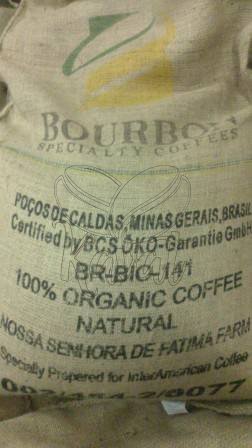 BOURBON
SPECIALTY COFFEES
POÇOS DE CALDAS, MINAS GERAIS, BRASIL
Certified by BCS ÖKO-Garantie GmbH
BR-BIO-141
100% ORGANIC COFFEE
NATURAL
NOSSA SENHORA DE FATIMA FARM
Specially Prepared for InterAmerican Coffee